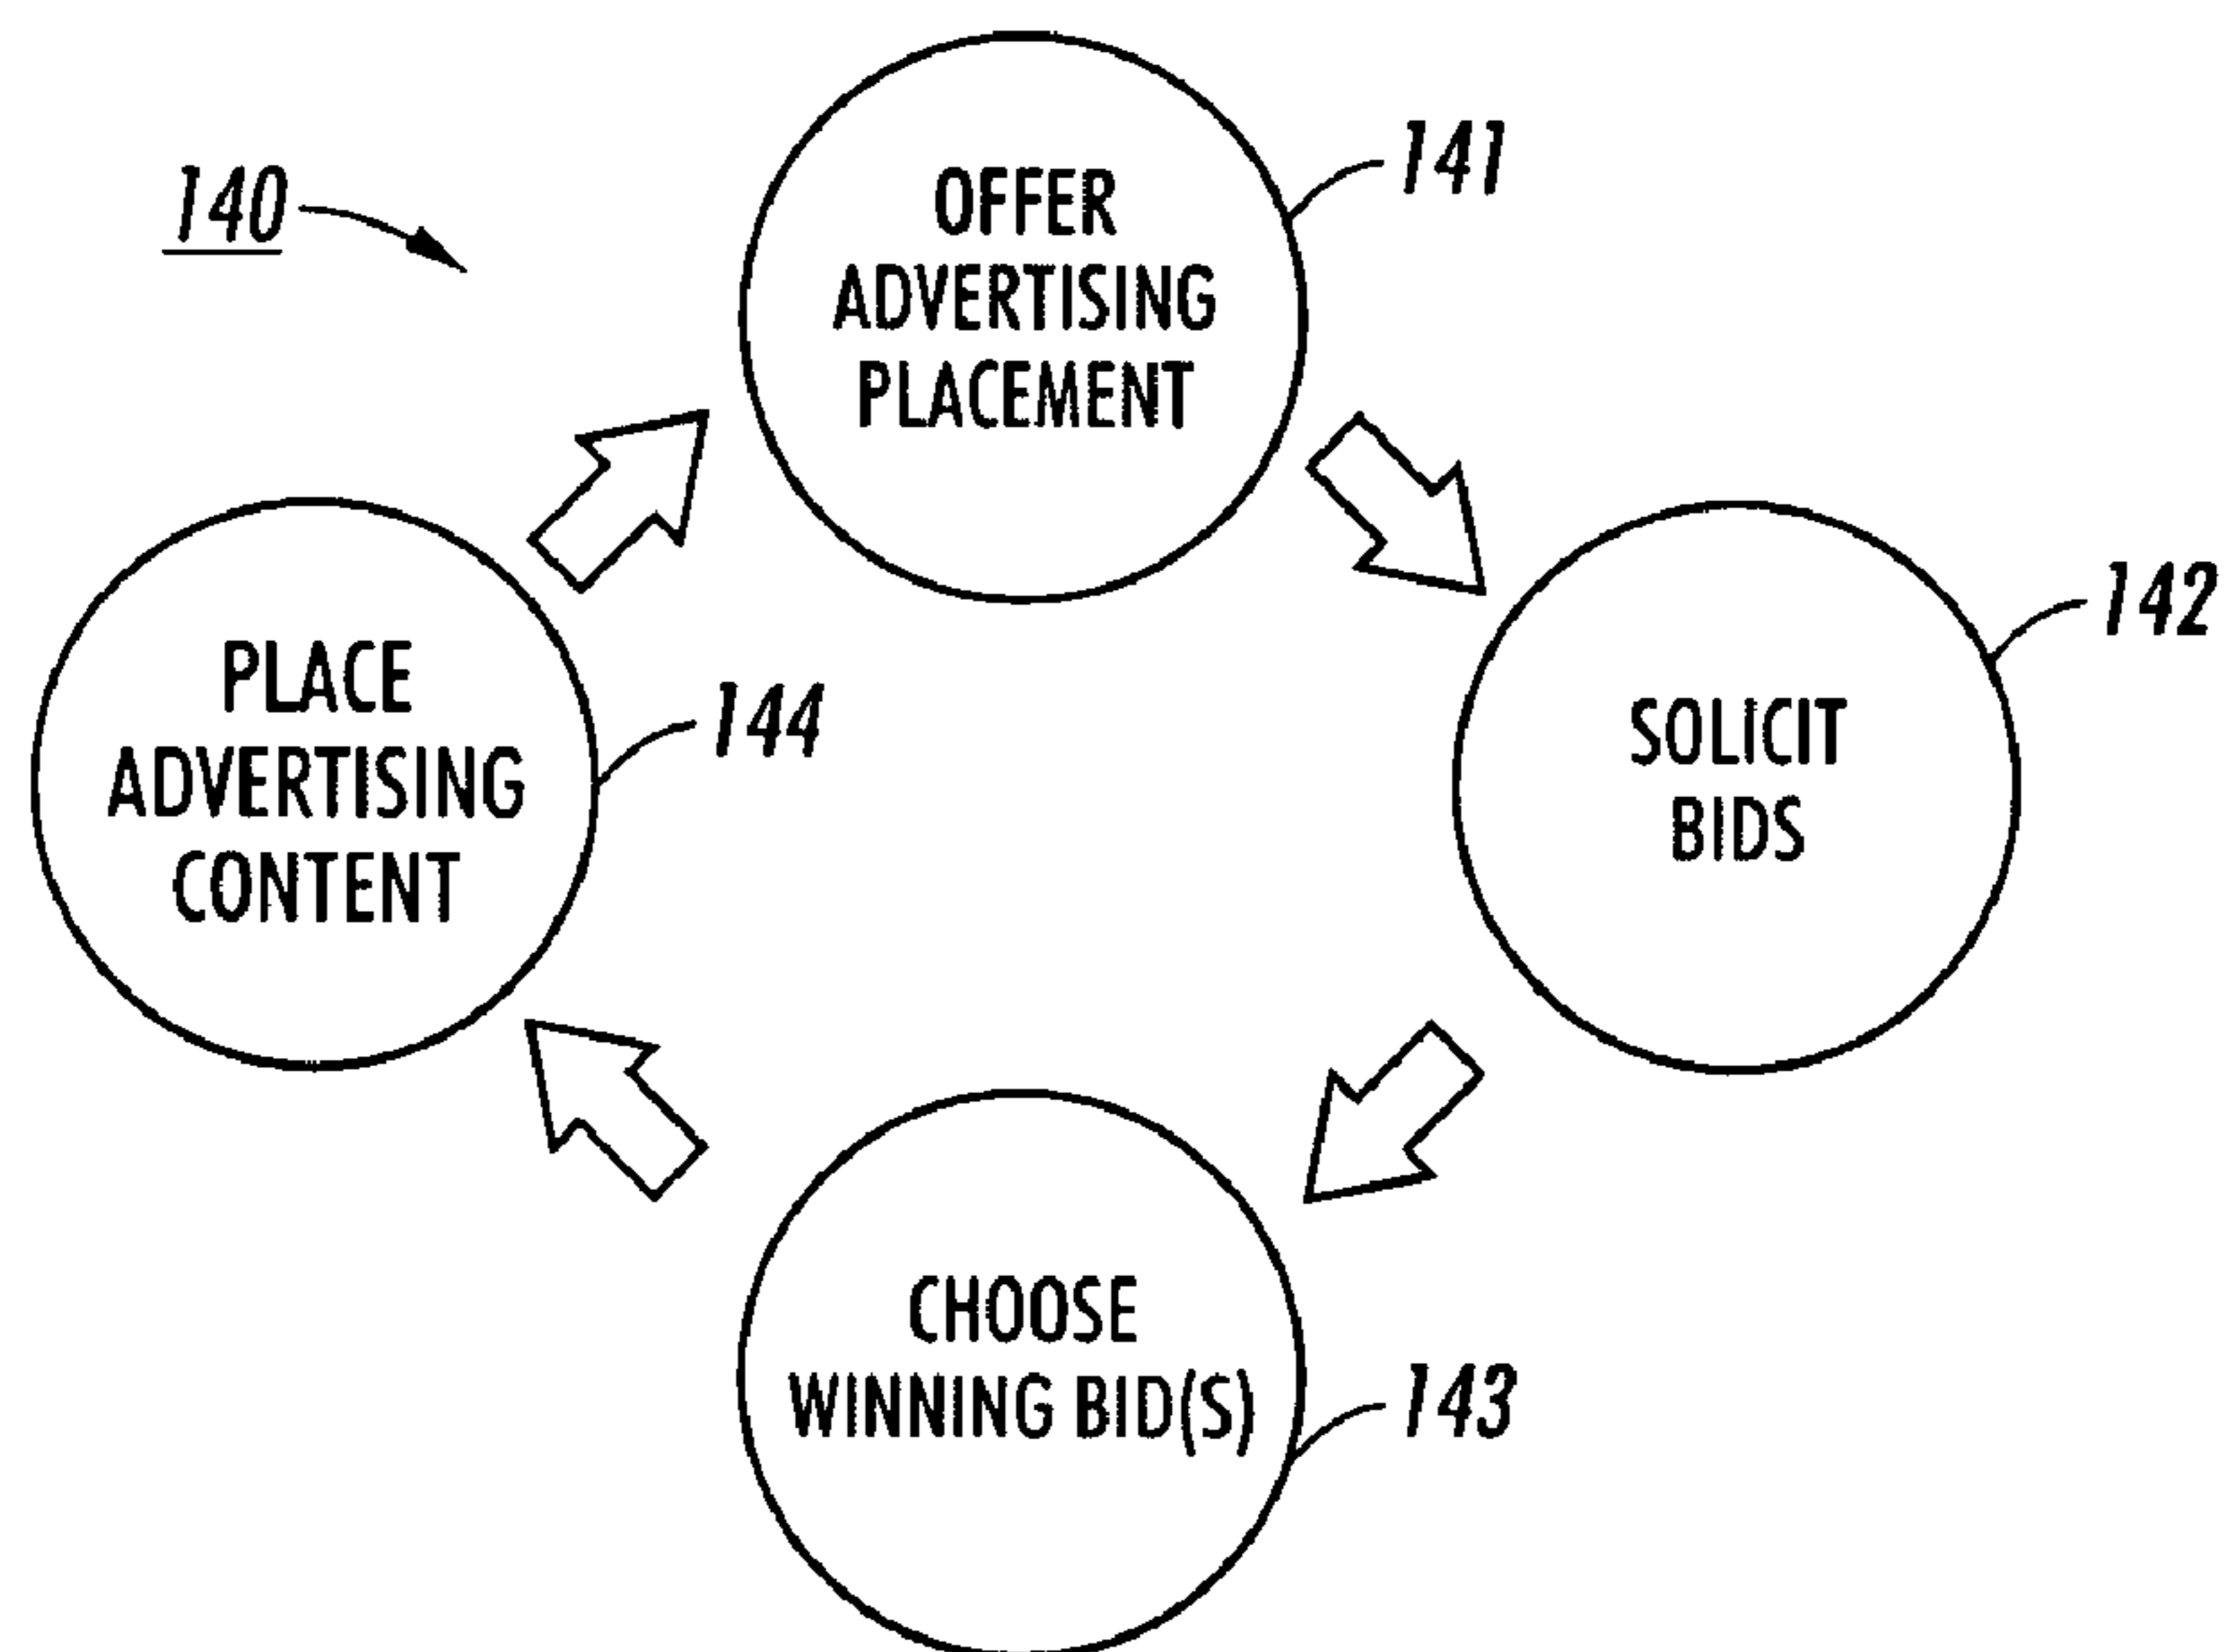 140
OFFER
ADVERTISING
PLACEMENT
141
SOLICIT
BIDS
142
CHOOSE
WINNING BID(S)
143
PLACE
ADVERTISING
CONTENT
144